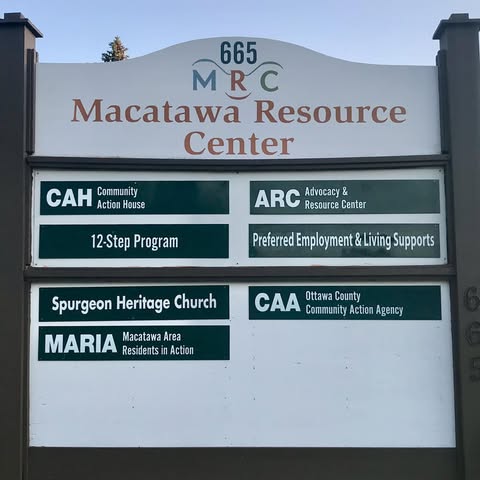 665
MRC
Macatawa Resource
Center
CAH Community
Action House
ARC Advocacy &
Resource Center
12-Step Program
Preferred Employment & Living Supports
Spurgeon Heritage Church
CAA Ottawa County
Community Action Agency
MARIA Macatawa Area
Residents in Action
665